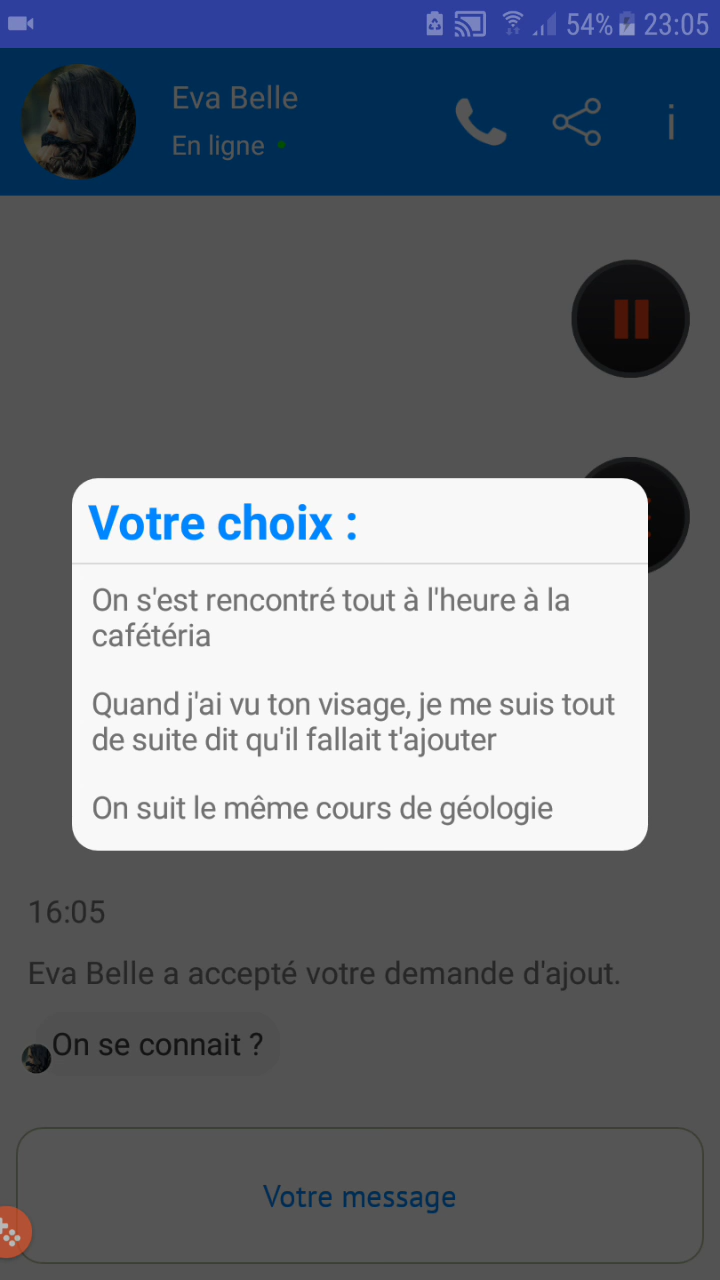 54% 23:05
Eva Belle
En ligne
Votre choix :
On s'est rencontré tout à l'heure à la
cafétéria
Quand j'ai vu ton visage, je me suis tout
de suite dit qu'il fallait t'ajouter
On suit le même cours de géologie
16:05
Eva Belle a accepté votre demande d'ajout.
On se connait ?
Votre message